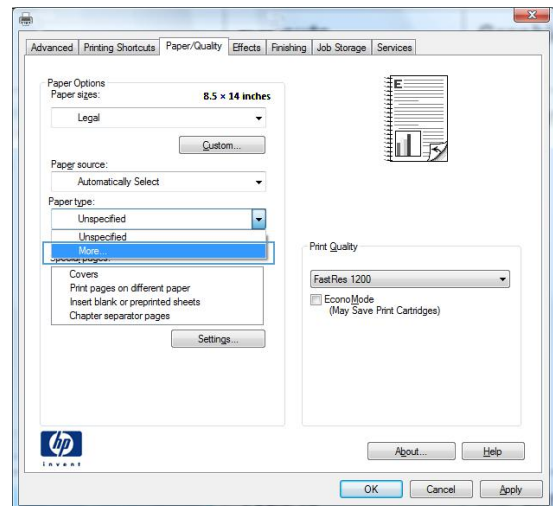 Advanced Printing Shortcuts Paper/Quality Effects Finishing Job Storage Services
Paper Options
Paper sizes:
8.5 × 14 inches
Legal
Custom...
Paper source:
Automatically Select
Paper type:
Unspecified
Unspecified
More...
Special pages:
Covers
Print pages on different paper
Insert blank or preprinted sheets
Chapter separator pages
Settings...
E
Print Quality
FastRes 1200
EconoMode
(May Save Print Cartridges)
hp
invent
About... Help
OK Cancel Apply